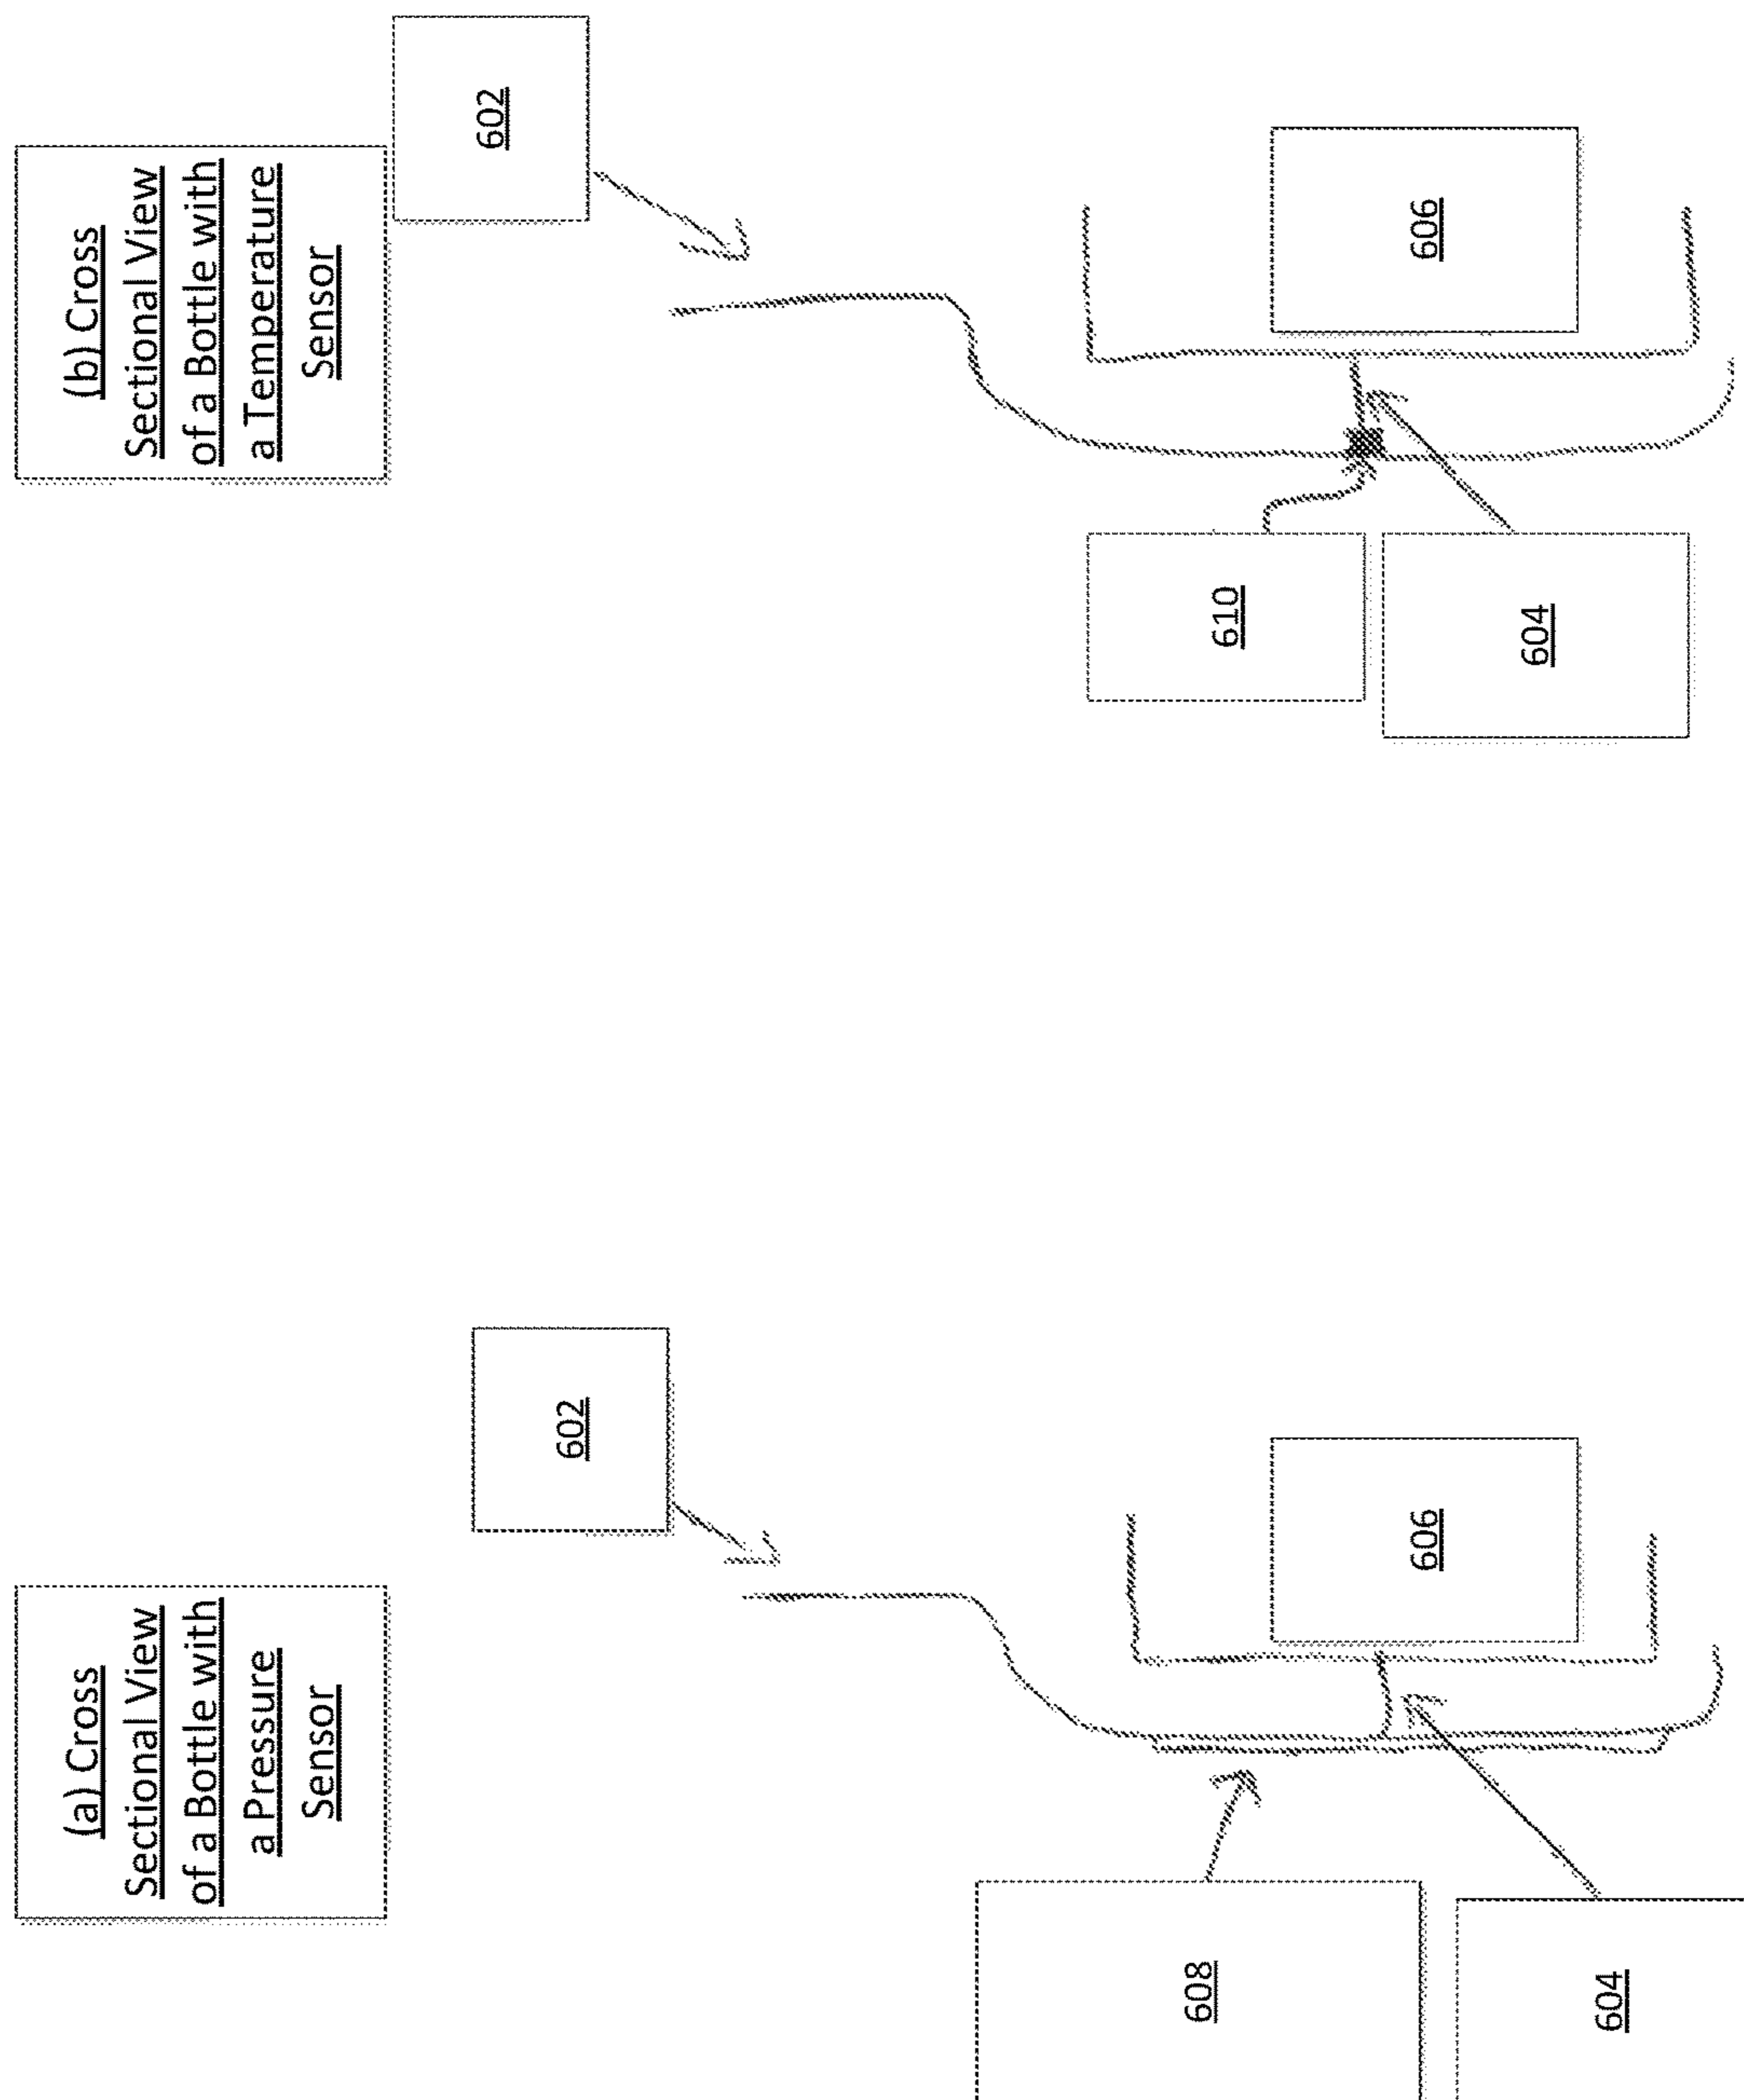 (a) Cross
Sectional View
of a Bottle with
a Pressure
Sensor
602
606
608
604
(b) Cross
Sectional View
of a Bottle with
a Temperature
Sensor
602
606
610
604